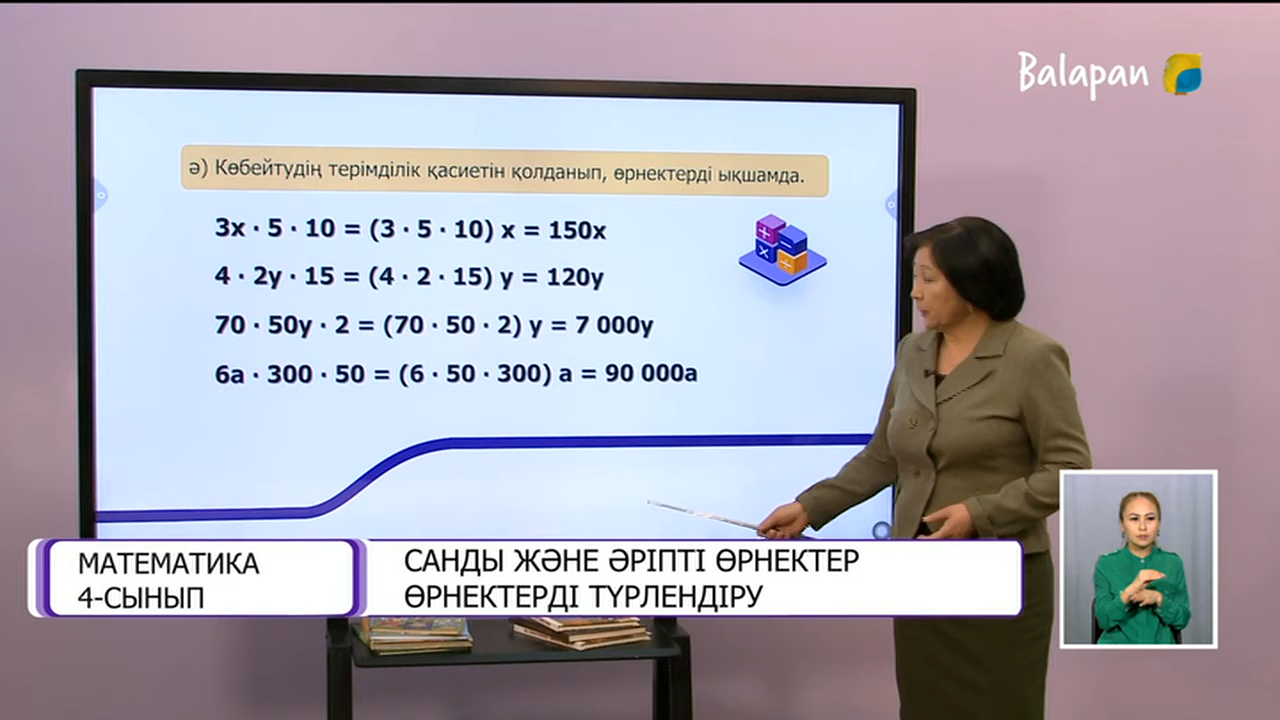 Balapan
ә) Көбейтудің терімділік қасиетін қолданып, өрнектерді ықшамда.
3x · 5 · 10 = (3 · 5 · 10) x = 150x
4 · 2y · 15 = (4 · 2 · 15) y = 120y
70 · 50y · 2 = (70 · 50 · 2) y = 7 000y
6a · 300 · 50 = (6 · 50 · 300) a = 90 000a
МАТЕМАТИКА
4-СЫНЫП
САНДЫ ЖӘНЕ ӘРІПТІ ӨРНЕКТЕР
ӨРНЕКТЕРДІ ТҮРЛЕНДІРУ